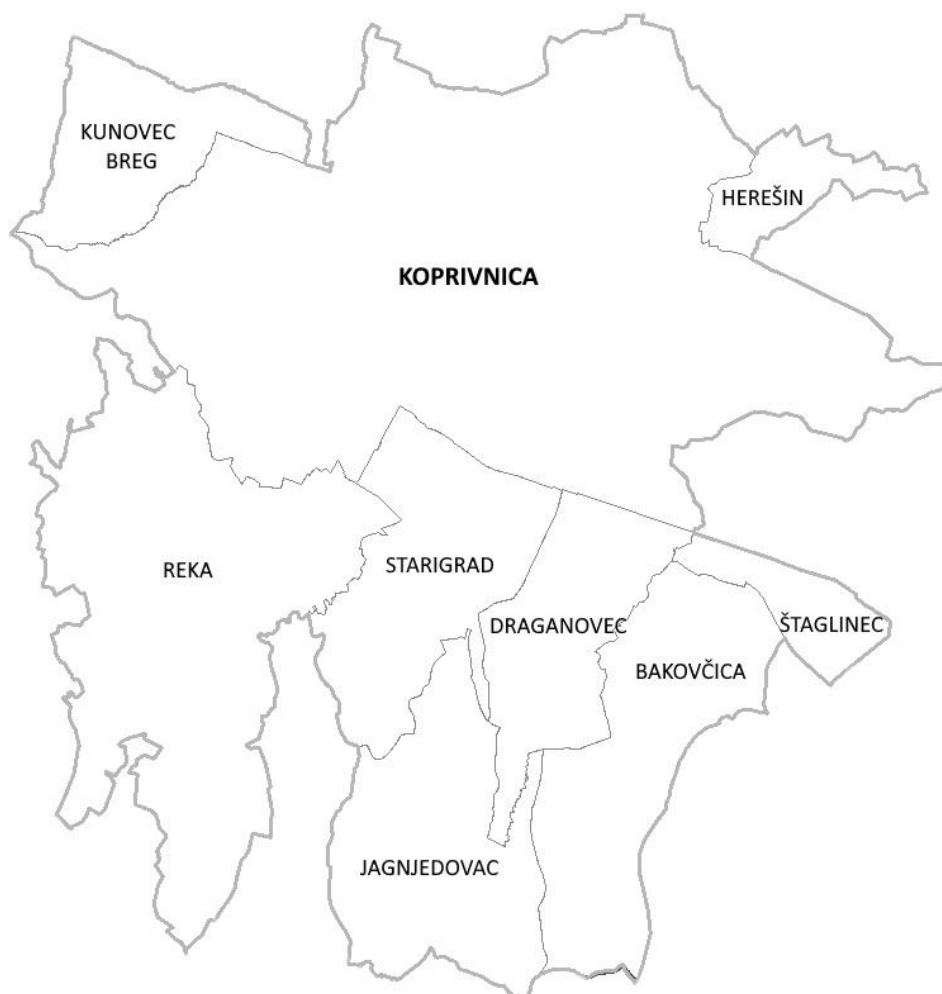 KUNOVEC
BREG
HEREŠIN
KOPRIVNICA
REKA
STARIGRAD
DRAGANOVEC
ŠTAGLINEC
BAKOVČICA
JAGNJEDOVAC